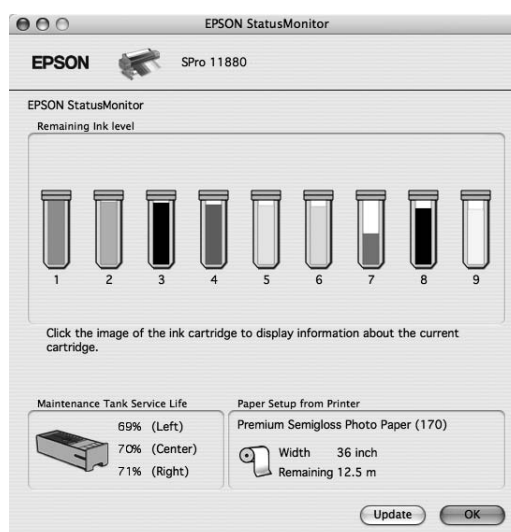 EPSON StatusMonitor
EPSON SPro 11880
EPSON StatusMonitor
Remaining Ink level
1 2 3 4 5 6 7 8 9
Click the image of the ink cartridge to display information about the current
cartridge.
Maintenance Tank Service Life
69% (Left)
70% (Center)
71% (Right)
Paper Setup from Printer
Premium Semigloss Photo Paper (170)
Width 36 inch
Remaining 12.5 m
Update OK